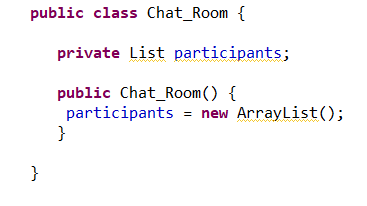 public class Chat_Room {
private List participants;
public Chat_Room() {
participants = new ArrayList();
}
}